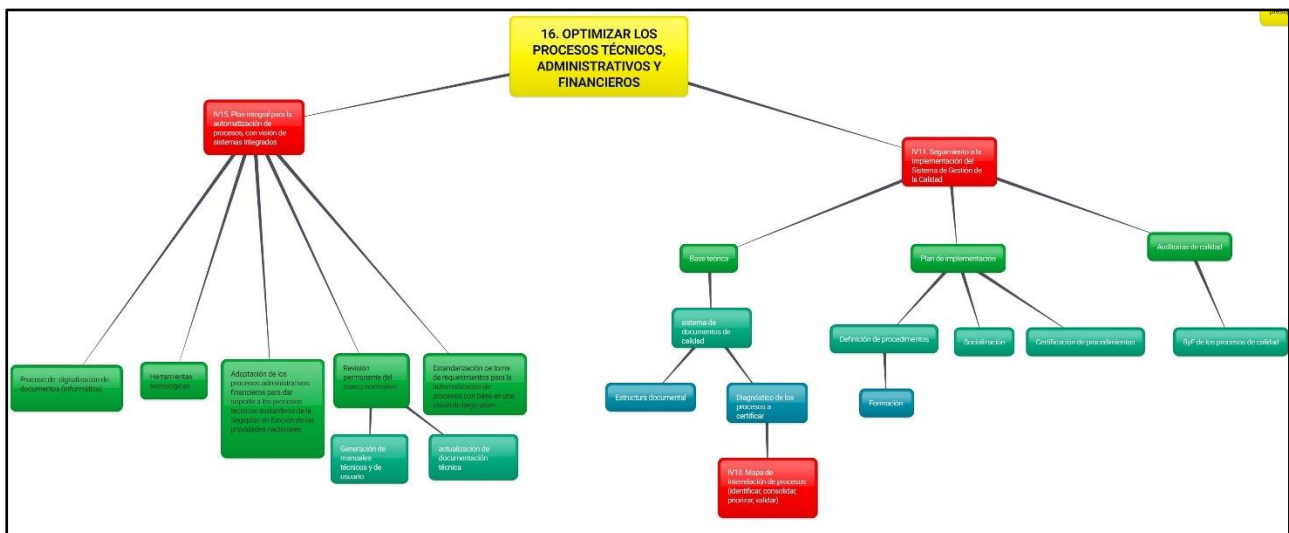 16. OPTIMIZAR LOS
PROCESOS TÉCNICOS,
ADMINISTRATIVOS Y
FINANCIEROS
IV15. Plan integral para la
automatización de
procesos, con visión de
sistemas integrados
IV11. Seguimiento a la
implementación del
Sistema de Gestión de
la Calidad
Base teórica
Plan de implementación
Auditorías de calidad
sistema de
documentos de
calidad
Definición de procedimientos
Socialización
Certificación de procedimientos
SyF de los procesos de calidad
Proceso de digitalización de
documentos (informática)
Herramientas
tecnológicas
Adaptación de los
procesos administrativos
financieros para dar
soporte a los procesos
técnicos sustantivos de la
Segeplán en función de las
prioridades nacionales
Revisión
permanente del
marco normativo
Estandarización de toma
de requerimientos para la
automatización de
procesos con base en una
visión de largo plazo
Estructura documental
Diagnóstico de los
procesos a
certificar
Formación
Generación de
manuales
técnicos y de
usuario
actualización de
documentación
técnica
IV10. Mapa de
interrelación de procesos
(identificar, consolidar,
priorizar, validar)